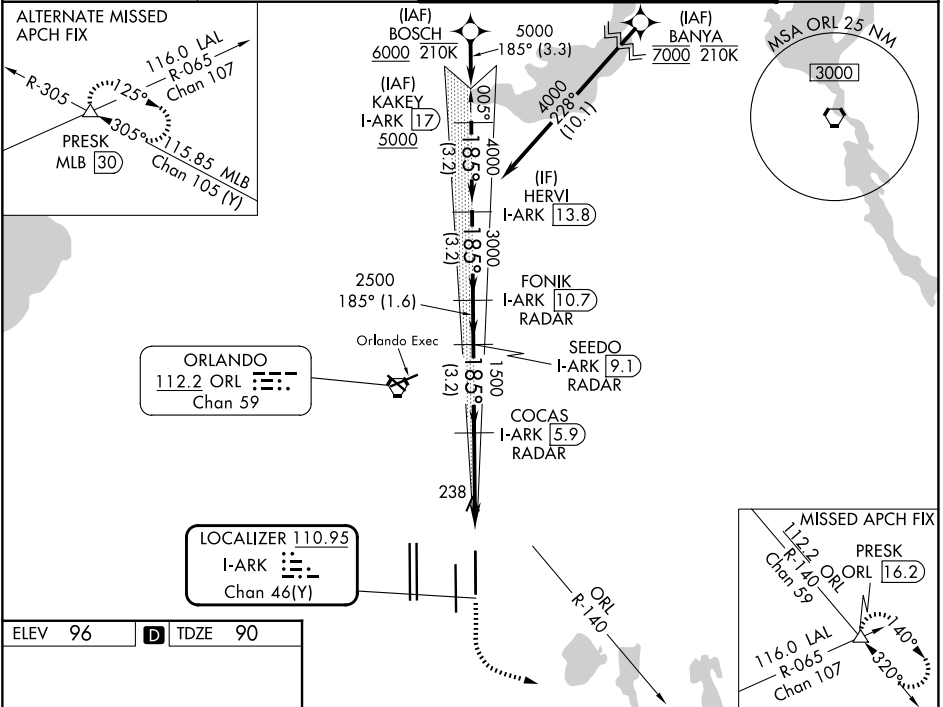 ALTERNATE MISSED
APCH FIX
116.0 LAL
R-065
Chan 107
R-305
125°
305°
PRESK
MLB 30
115.85 MLB
Chan 105 (Y)
(IAF)
BOSCH
6000 210K
5000
185° (3.3)
(IAF)
BANYA
7000 210K
MSA ORL 25 NM
3000
(IAF)
KAKEY
I-ARK 17
5000
005°
4000
228°
(10.1)
185°
4000
(3.2)
(IF)
HERVI
I-ARK 13.8
185°
3000
(3.2)
2500
185° (1.6)
FONIK
I-ARK 10.7
RADAR
Orlando Exec
SEEDO
I-ARK 9.1
RADAR
ORLANDO
112.2 ORL
Chan 59
185°
1500
(3.2)
COCAS
I-ARK 5.9
RADAR
238
LOCALIZER 110.95
I-ARK
Chan 46(Y)
ORL
R-140
MISSED APCH FIX
112.2 ORL
R-140
Chan 59
PRESK
ORL 16.2
116.0 LAL
R-065
Chan 107
140°
320°
ELEV 96 D TDZE 90